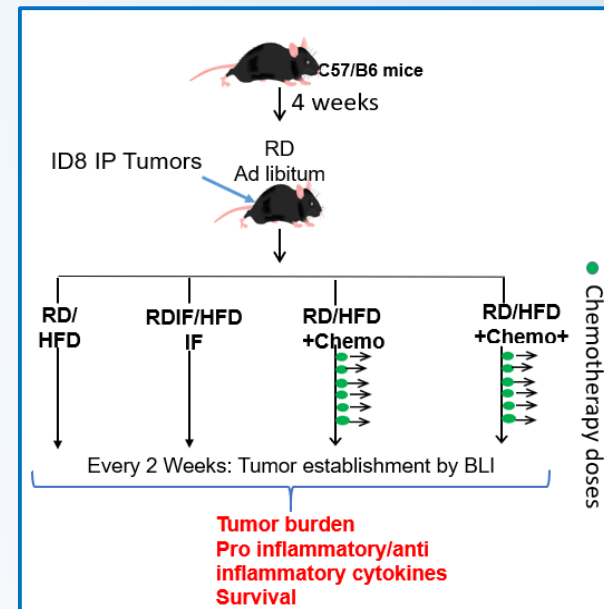 C57/B6 mice
4 weeks
RD
Ad libitum
ID8 IP Tumors
RD/
HFD
RDIF/HFD
IF
RD/HFD
+Chemo
RD/HFD
+Chemo+
Chemotherapy doses
Every 2 Weeks: Tumor establishment by BLI
Tumor burden
Pro inflammatory/anti
inflammatory cytokines
Survival